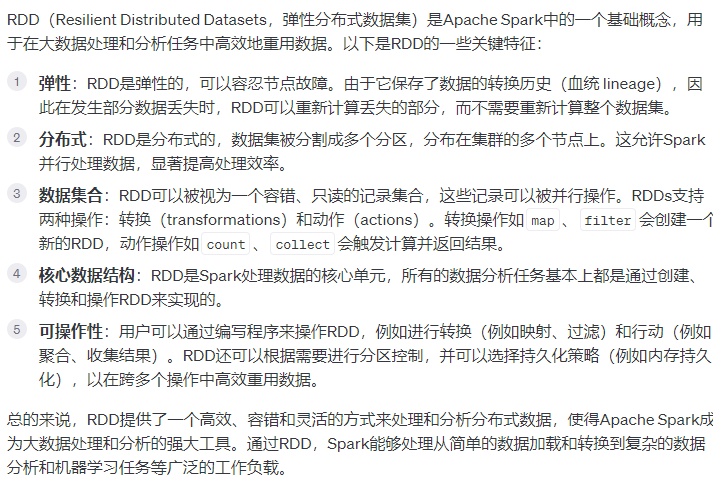 RDD（Resilient Distributed Datasets，弹性分布式数据集）是Apache Spark中的一个基础概念，用
于在大数据处理和分析任务中高效地重用数据。以下是RDD的一些关键特征：
1 弹性：RDD是弹性的，可以容忍节点故障。由于它保存了数据的转换历史（血统 lineage），因
此在发生部分数据丢失时，RDD可以重新计算丢失的部分，而不需要重新计算整个数据集。
2 分布式：RDD是分布式的，数据集被分割成多个分区，分布在集群的多个节点上。这允许Spark
并行处理数据，显著提高处理效率。
3 数据集合：RDD可以被视为一个容错、只读的记录集合，这些记录可以被并行操作。RDDs支持
两种操作：转换（transformations）和动作（actions）。转换操作如 map 、 filter 会创建一个
新的RDD，动作操作如 count 、 collect 会触发计算并返回结果。
4 核心数据结构：RDD是Spark处理数据的核心单元，所有的数据分析任务基本上都是通过创建、
转换和操作RDD来实现的。
5 可操作性：用户可以通过编写程序来操作RDD，例如进行转换（例如映射、过滤）和行动（例如
聚合、收集结果）。RDD还可以根据需要进行分区控制，并可以选择持久化策略（例如内存持久
化），以在跨多个操作中高效重用数据。
总的来说，RDD提供了一个高效、容错和灵活的方式来处理和分析分布式数据，使得Apache Spark成
为大数据处理和分析的强大工具。通过RDD，Spark能够处理从简单的数据加载和转换到复杂的数据
分析和机器学习任务等广泛的工作负载。